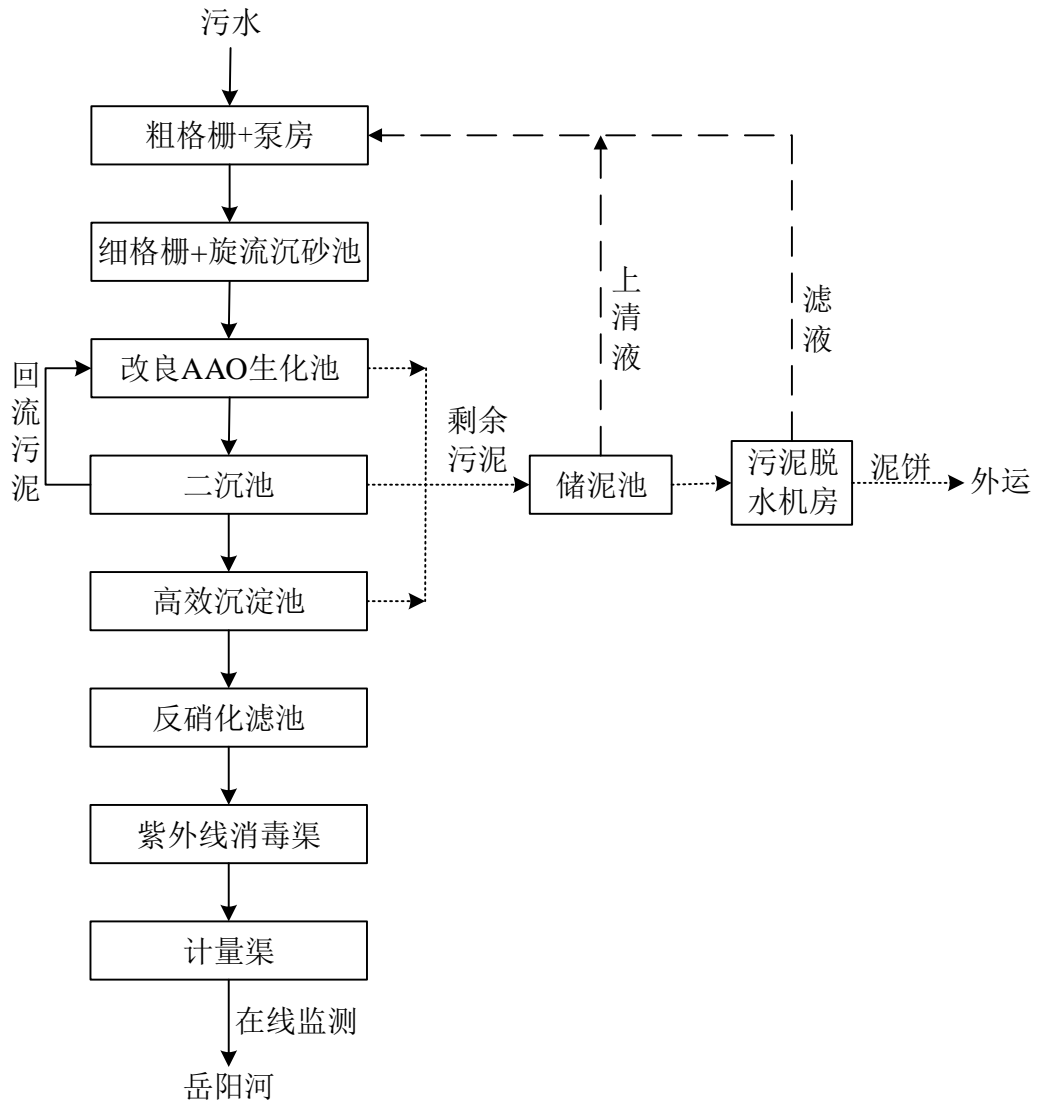 污水
粗格栅+泵房
细格栅+旋流沉砂池
上清液
滤液
改良AAO生化池
回流污泥
剩余
污泥
二沉池
储泥池
污泥脱
水机房
泥饼
外运
高效沉淀池
反硝化滤池
紫外线消毒渠
计量渠
在线监测
岳阳河